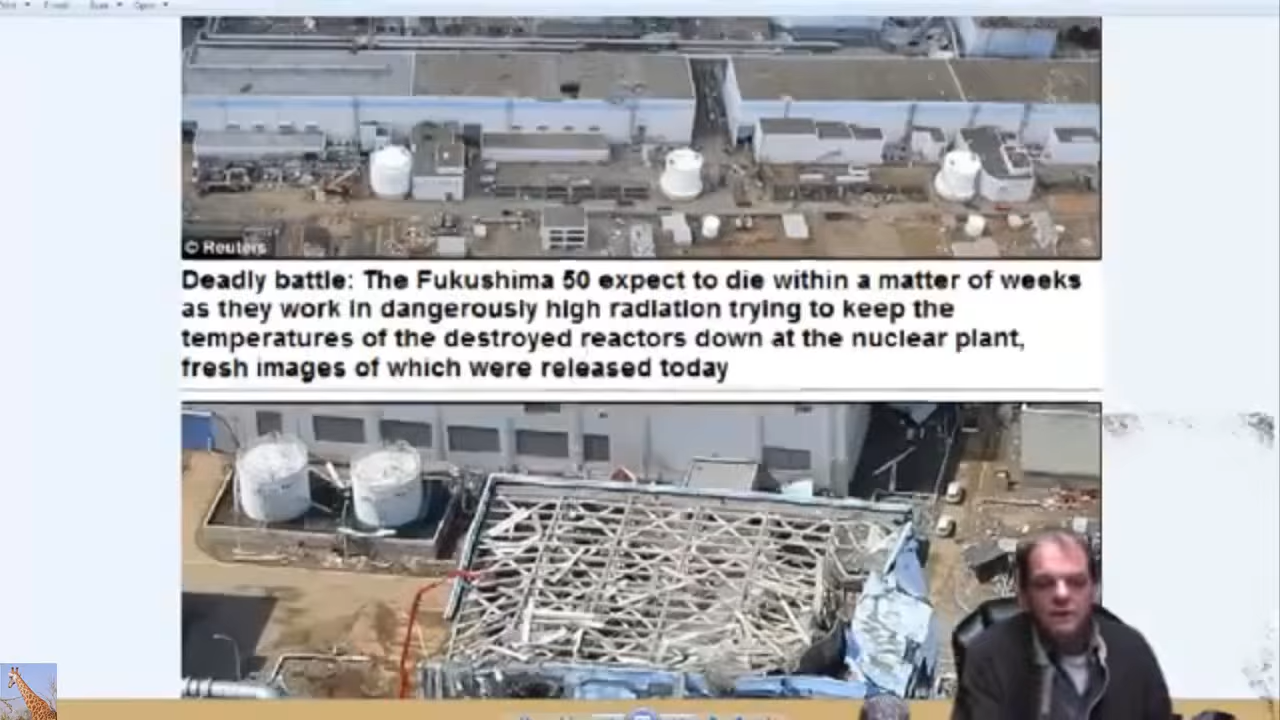 © Reuters
Deadly battle: The Fukushima 50 expect to die within a matter of weeks
as they work in dangerously high radiation trying to keep the
temperatures of the destroyed reactors down at the nuclear plant,
fresh images of which were released today